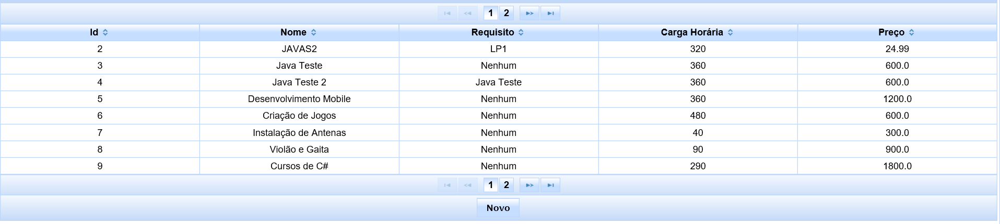 1 2
Id Nome Requisito Carga Horária Preço
2 JAVAS2 LP1 320 24.99
3 Java Teste Nenhum 360 600.0
4 Java Teste 2 Java Teste 360 600.0
5 Desenvolvimento Mobile Nenhum 360 1200.0
6 Criação de Jogos Nenhum 480 600.0
7 Instalação de Antenas Nenhum 40 300.0
8 Violão e Gaita Nenhum 90 900.0
9 Cursos de C# Nenhum 290 1800.0
1 2
Novo